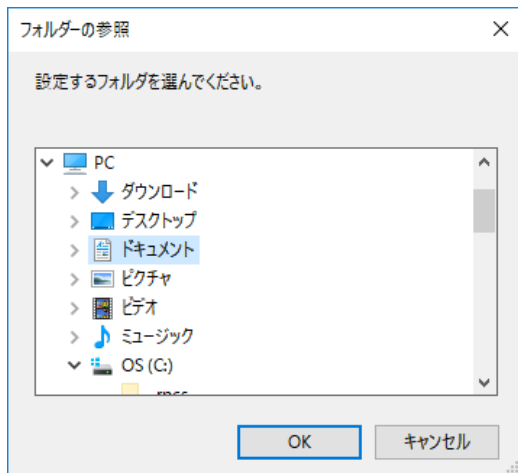 フォルダーの参照
設定するフォルダを選んでください。
PC
ダウンロード
デスクトップ
ドキュメント
ピクチャ
ビデオ
ミュージック
OS (C:)
OK
キャンセル